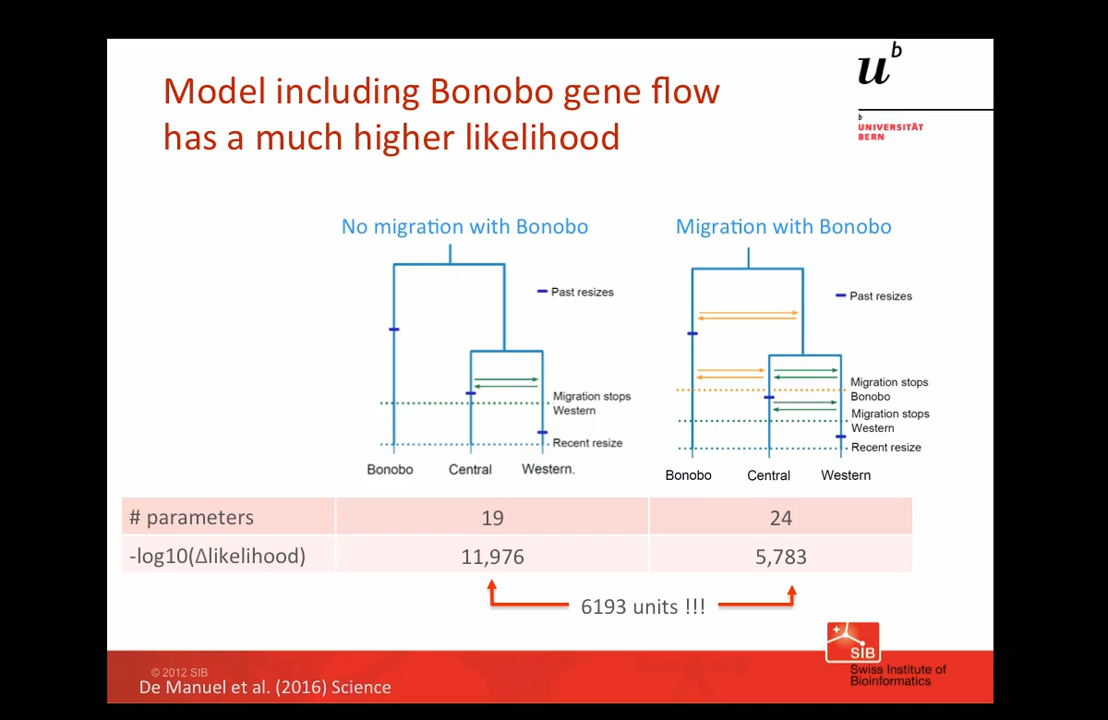 Model including Bonobo gene flow
has a much higher likelihood
u^b
b
UNIVERSITÄT
BERN
No migration with Bonobo
Past resizes
Migration stops
Western
Recent resize
Bonobo Central Western.
Migration with Bonobo
Past resizes
Migration stops
Bonobo
Migration stops
Western
Recent resize
Bonobo Central Western
# parameters 19 24
-log10(Δlikelihood) 11,976 5,783
6193 units !!!
SIB
Swiss Institute of
Bioinformatics
© 2012 SIB
De Manuel et al. (2016) Science